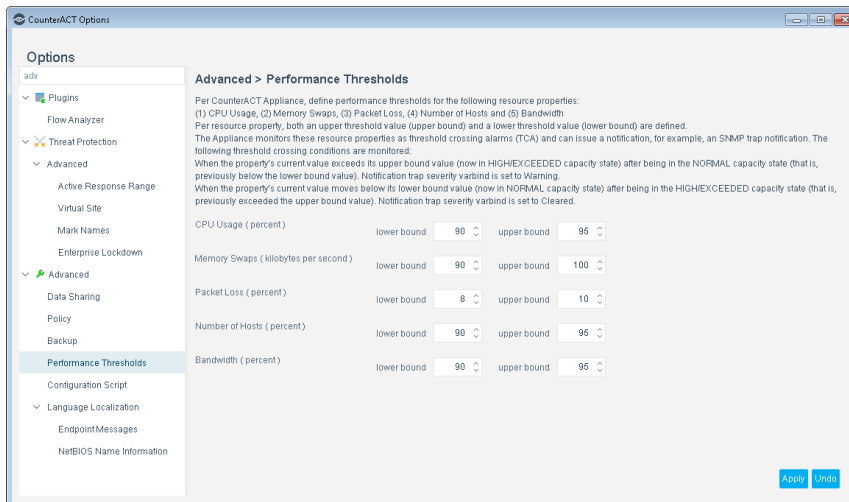 CounterACT Options
Options
adv
Plugins
Flow Analyzer
Threat Protection
Advanced
Active Response Range
Virtual Site
Mark Names
Enterprise Lockdown
Advanced
Data Sharing
Policy
Backup
Performance Thresholds
Configuration Script
Language Localization
Endpoint Messages
NetBIOS Name Information
Advanced > Performance Thresholds
Per CounterACT Appliance, define performance thresholds for the following resource properties:
(1) CPU Usage, (2) Memory Swaps, (3) Packet Loss, (4) Number of Hosts and (5) Bandwidth
Per resource property, both an upper threshold value (upper bound) and a lower threshold value (lower bound) are defined.
The Appliance monitors these resource properties as threshold crossing alarms (TCA) and can issue a notification, for example, an SNMP trap notification. The
following threshold crossing conditions are monitored:
When the property's current value exceeds its upper bound value (now in HIGH/EXCEEDED capacity state) after being in the NORMAL capacity state (that is,
previously below the lower bound value). Notification trap severity varbind is set to Warning.
When the property's current value moves below its lower bound value (now in NORMAL capacity state) after being in the HIGH/EXCEEDED capacity state (that is,
previously exceeded the upper bound value). Notification trap severity varbind is set to Cleared.
CPU Usage ( percent ) lower bound 90 upper bound 95
Memory Swaps ( kilobytes per second ) lower bound 90 upper bound 100
Packet Loss ( percent ) lower bound 8 upper bound 10
Number of Hosts ( percent ) lower bound 90 upper bound 95
Bandwidth ( percent ) lower bound 90 upper bound 95
Apply Undo